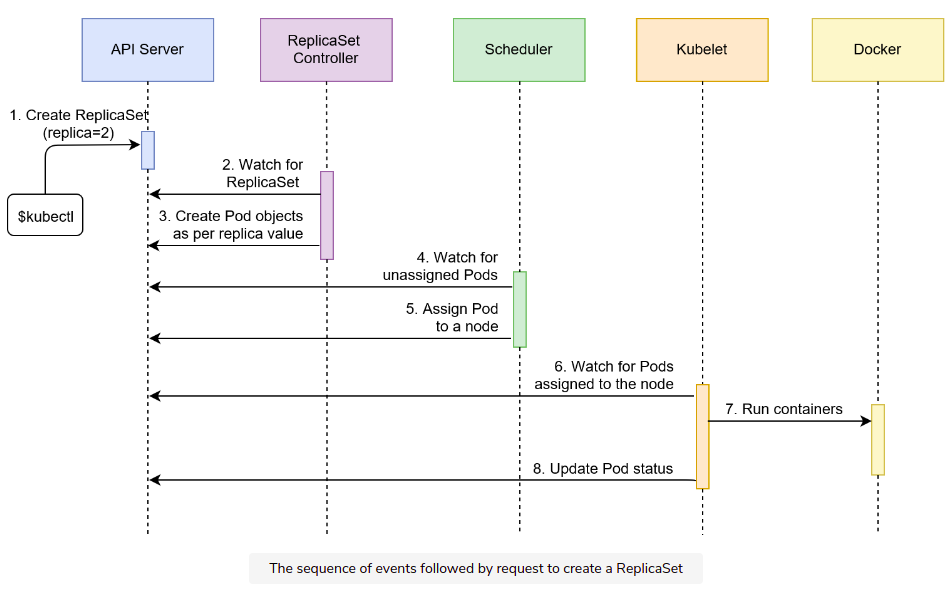 API Server
ReplicaSet
Controller
Scheduler
Kubelet
Docker
1. Create ReplicaSet
(replica=2)
$kubectl
2. Watch for
ReplicaSet
3. Create Pod objects
as per replica value
4. Watch for
unassigned Pods
5. Assign Pod
to a node
6. Watch for Pods
assigned to the node
7. Run containers
8. Update Pod status
The sequence of events followed by request to create a ReplicaSet